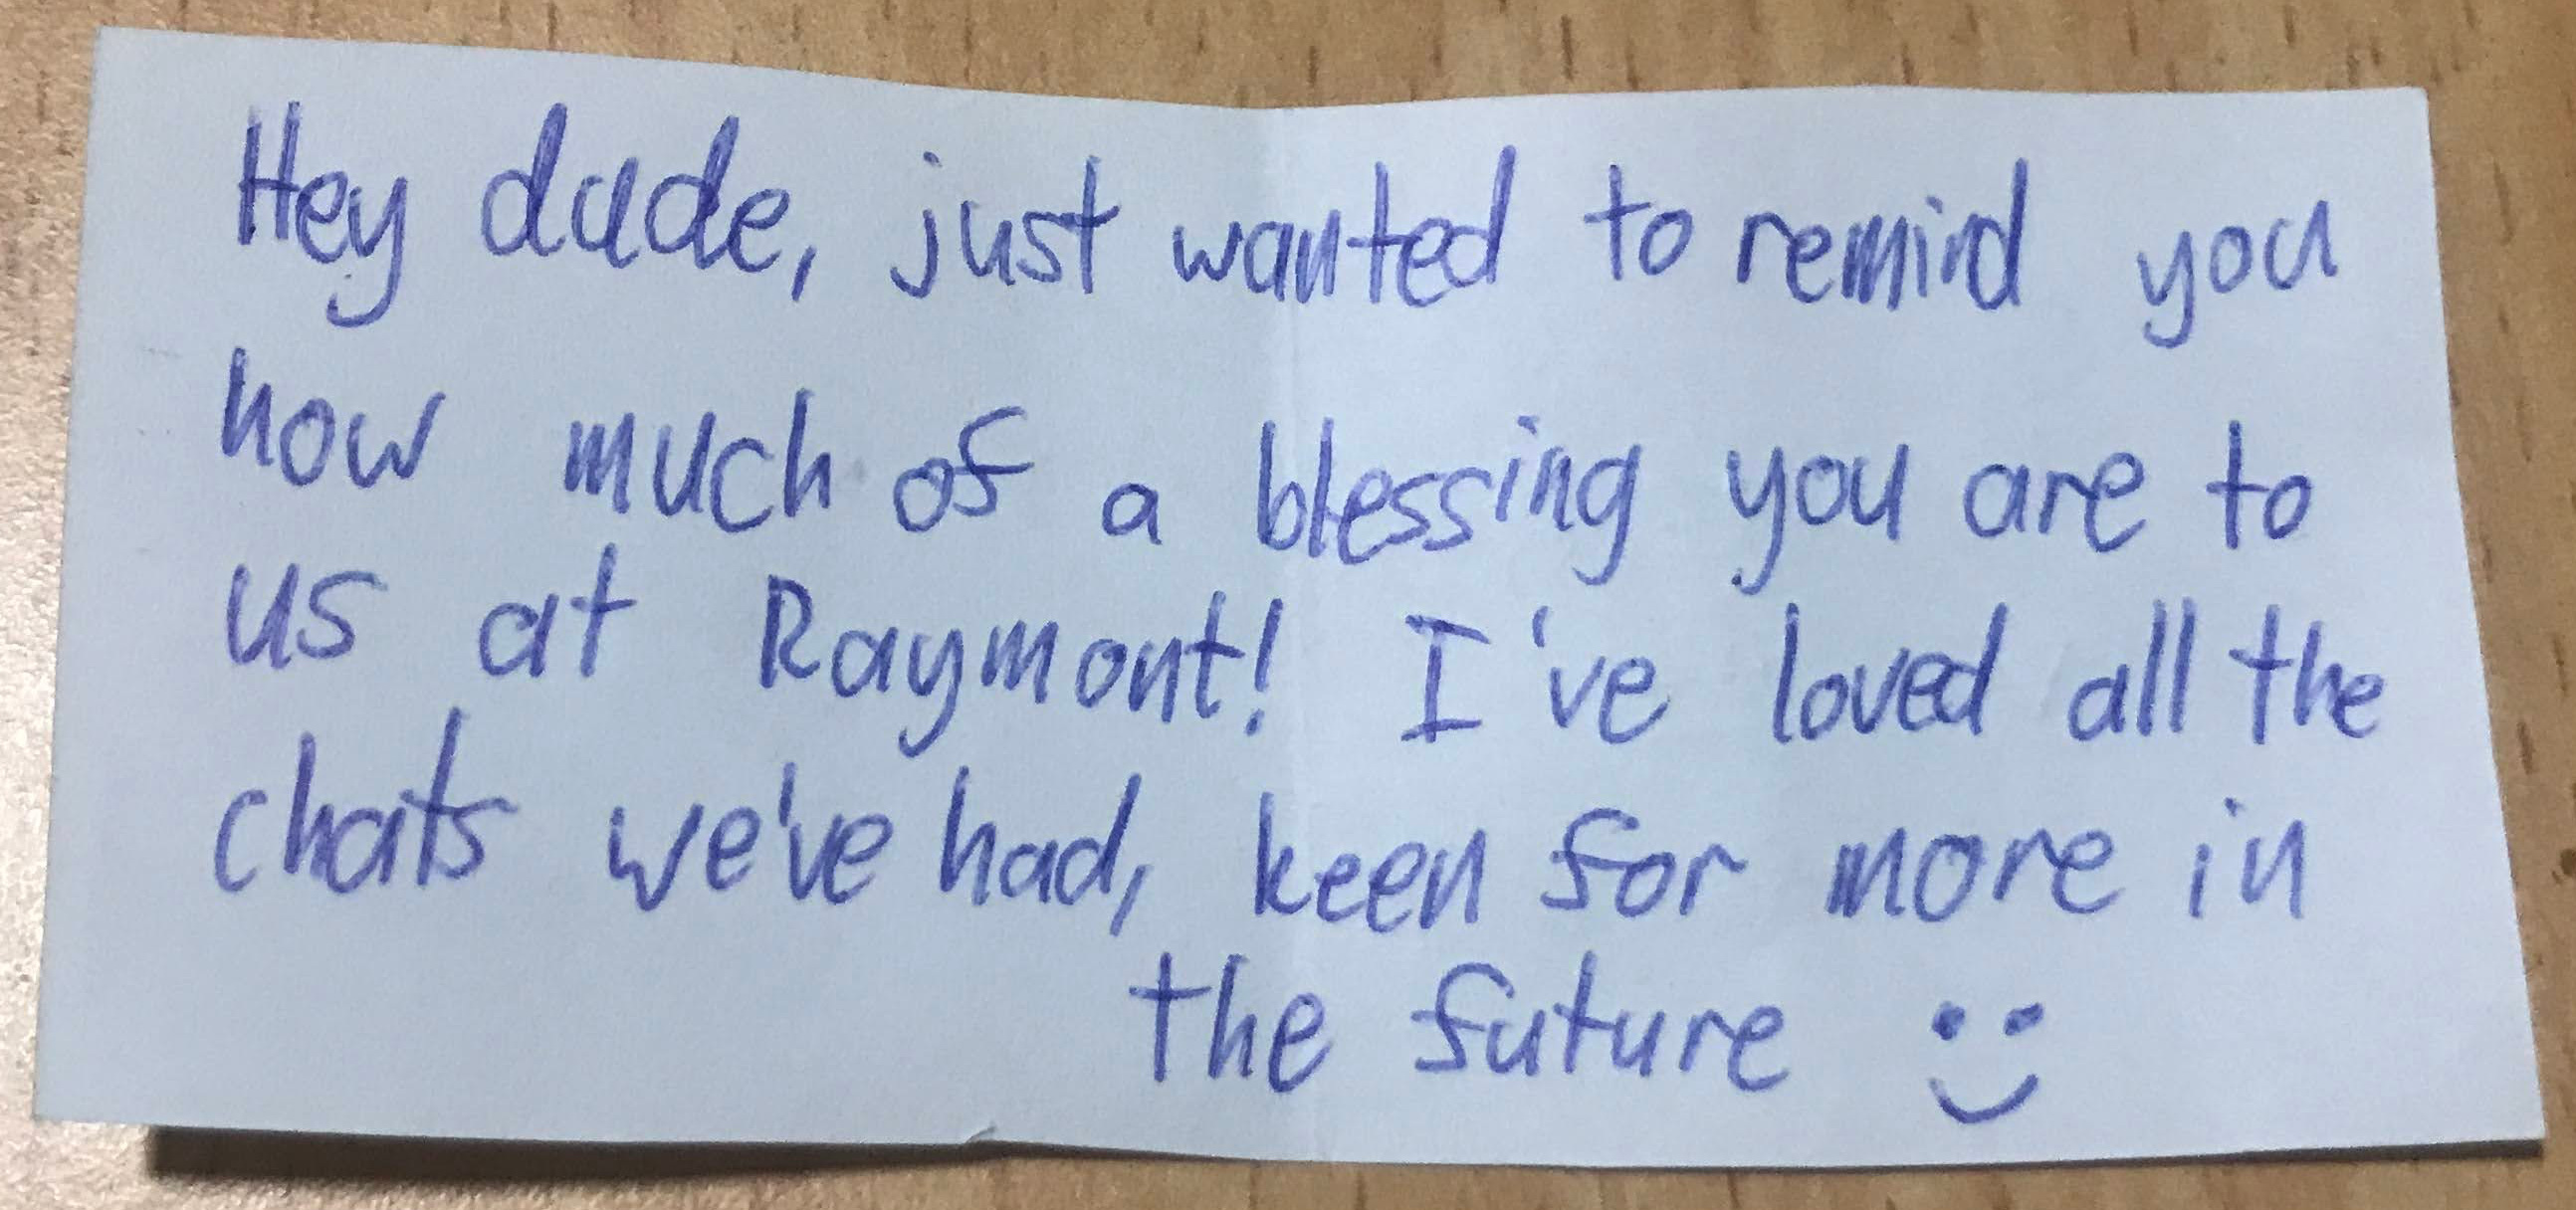 Hey dude, just wanted to remind you
how much of a blessing you are to
us at Raymont! I've loved all the
chats we've had, keen for more in
the future :)